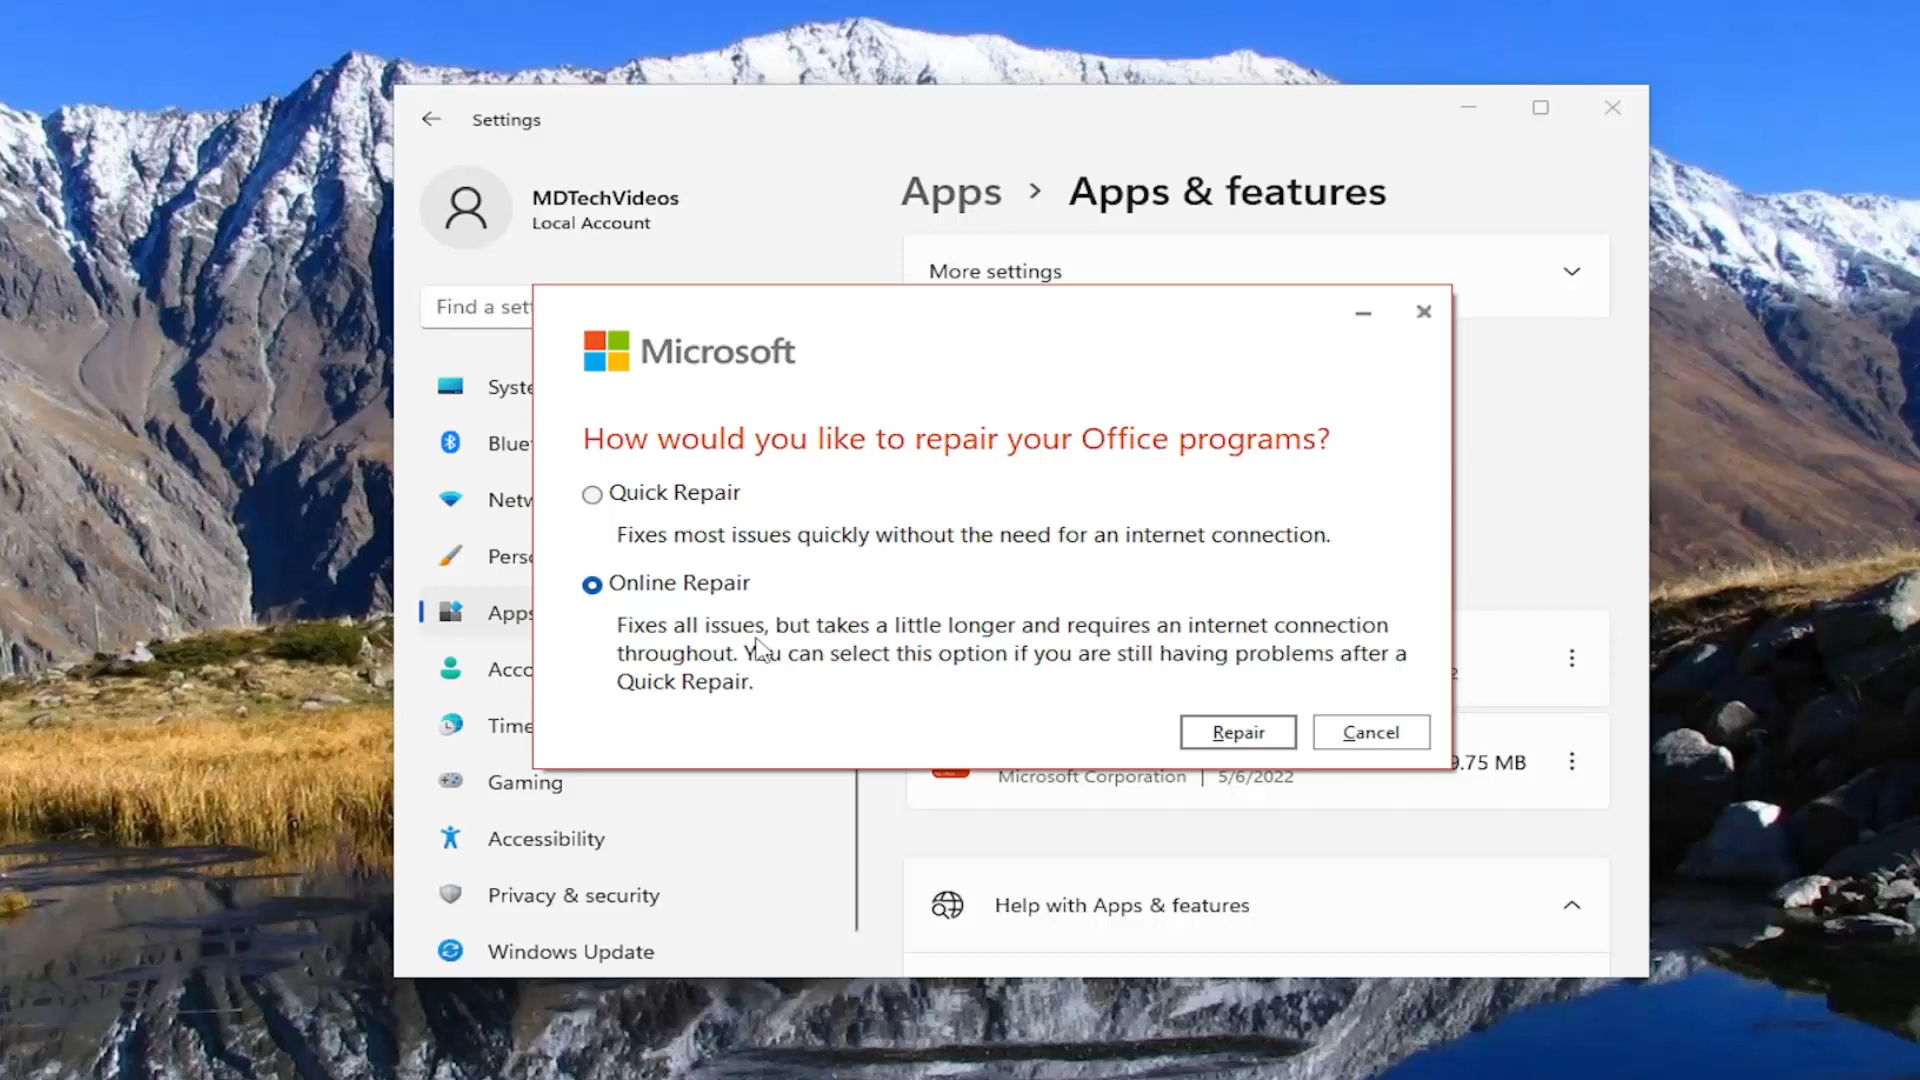 Settings
MDTechVideos
Local Account
Apps > Apps & features
More settings
Find a set
Microsoft
How would you like to repair your Office programs?
Quick Repair
Fixes most issues quickly without the need for an internet connection.
Online Repair
Fixes all issues, but takes a little longer and requires an internet connection
throughout. You can select this option if you are still having problems after a
Quick Repair.
Repair
Cancel
Syste
Blue
Netw
Perso
Apps
Acco
Time
Gaming
Accessibility
Privacy & security
Windows Update
2
9.75 MB
Microsoft Corporation | 5/6/2022
Help with Apps & features